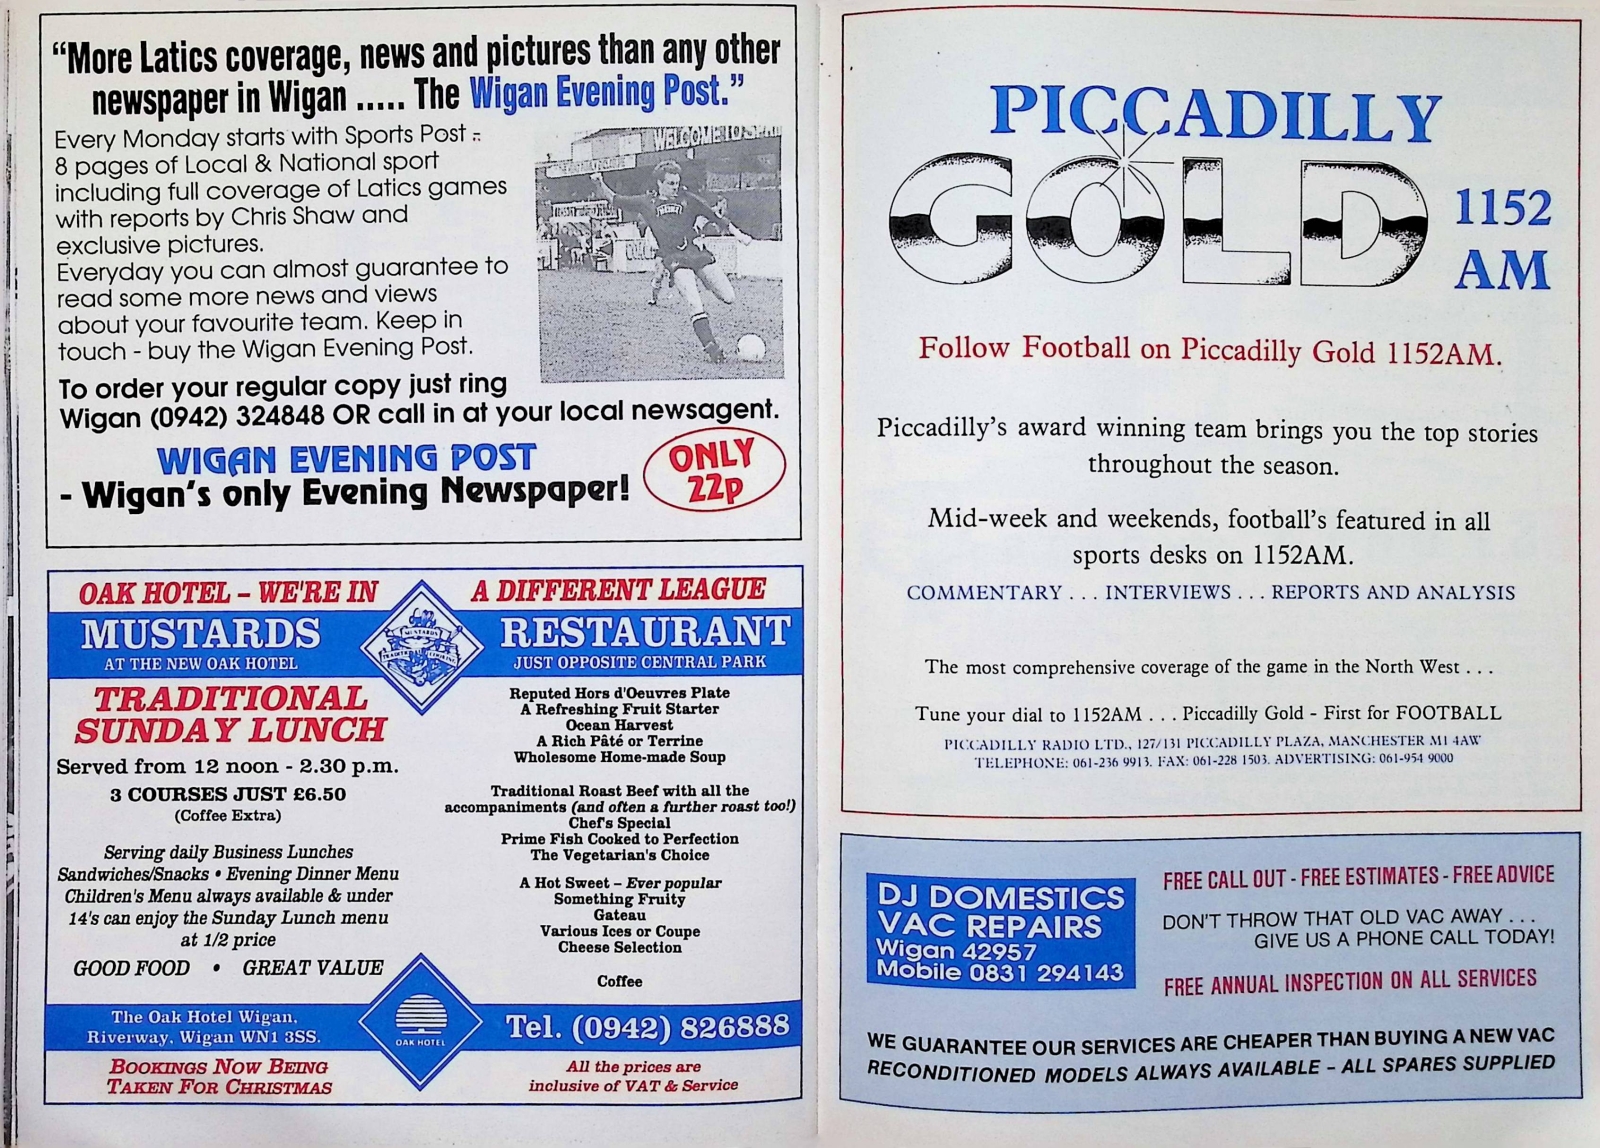 “More Latics coverage, news and pictures than any other
newspaper in Wigan ..... The Wigan Evening Post.”
Every Monday starts with Sports Post -
8 pages of Local & National sport
including full coverage of Latics games
with reports by Chris Shaw and
exclusive pictures.
Everyday you can almost guarantee to
read some more news and views
about your favourite team. Keep in
touch - buy the Wigan Evening Post.
WELCOME TO
To order your regular copy just ring
Wigan (0942) 324848 OR call in at your local newsagent.
WIGAN EVENING POST
- Wigan's only Evening Newspaper!
ONLY
22p
OAK HOTEL – WE'RE IN
A DIFFERENT LEAGUE
MUSTARDS
AT THE NEW OAK HOTEL
MUSTARDS
RESTAURANT
JUST OPPOSITE CENTRAL PARK
TRADITIONAL
SUNDAY LUNCH
Served from 12 noon - 2.30 p.m.
3 COURSES JUST £6.50
(Coffee Extra)
Serving daily Business Lunches
Sandwiches/Snacks • Evening Dinner Menu
Children's Menu always available & under
14's can enjoy the Sunday Lunch menu
at 1/2 price
GOOD FOOD • GREAT VALUE
Reputed Hors d'Oeuvres Plate
A Refreshing Fruit Starter
Ocean Harvest
A Rich Pâté or Terrine
Wholesome Home-made Soup
Traditional Roast Beef with all the
accompaniments (and often a further roast too!)
Chef's Special
Prime Fish Cooked to Perfection
The Vegetarian's Choice
A Hot Sweet – Ever popular
Something Fruity
Gateau
Various Ices or Coupe
Cheese Selection
Coffee
The Oak Hotel Wigan,
Riverway, Wigan WN1 3SS.
OAK HOTEL
Tel. (0942) 826888
BOOKINGS NOW BEING
TAKEN FOR CHRISTMAS
All the prices are
inclusive of VAT & Service
PICCADILLY
GOLD
1152
AM
Follow Football on Piccadilly Gold 1152AM.
Piccadilly's award winning team brings you the top stories
throughout the season.
Mid-week and weekends, football's featured in all
sports desks on 1152AM.
COMMENTARY . . . INTERVIEWS . . . REPORTS AND ANALYSIS
The most comprehensive coverage of the game in the North West . . .
Tune your dial to 1152AM . . . Piccadilly Gold - First for FOOTBALL
PICCADILLY RADIO LTD., 127/131 PICCADILLY PLAZA, MANCHESTER M1 4AW
TELEPHONE: 061-236 9913. FAX: 061-228 1503. ADVERTISING: 061-954 9000
DJ DOMESTICS
VAC REPAIRS
Wigan 42957
Mobile 0831 294143
FREE CALL OUT - FREE ESTIMATES - FREE ADVICE
DON'T THROW THAT OLD VAC AWAY . . .
GIVE US A PHONE CALL TODAY!
FREE ANNUAL INSPECTION ON ALL SERVICES
WE GUARANTEE OUR SERVICES ARE CHEAPER THAN BUYING A NEW VAC
RECONDITIONED MODELS ALWAYS AVAILABLE – ALL SPARES SUPPLIED